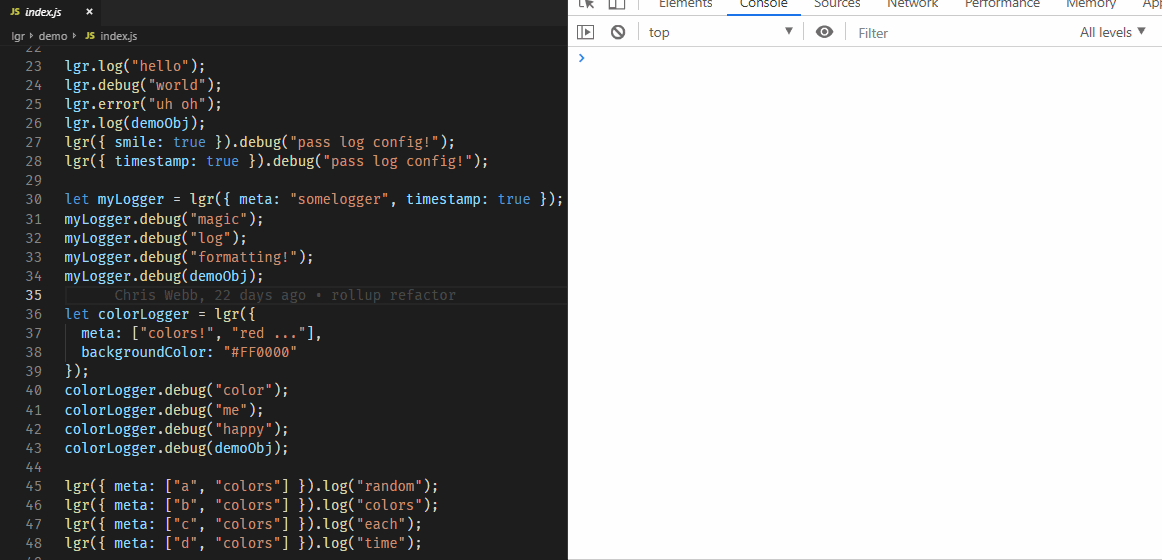 JS index.js ×
lgr › demo › JS index.js
22
23 lgr.log("hello");
24 lgr.debug("world");
25 lgr.error("uh oh");
26 lgr.log(demoObj);
27 lgr({ smile: true }).debug("pass log config!");
28 lgr({ timestamp: true }).debug("pass log config!");
29
30 let myLogger = lgr({ meta: "somelogger", timestamp: true });
31 myLogger.debug("magic");
32 myLogger.debug("log");
33 myLogger.debug("formatting!");
34 myLogger.debug(demoObj);
35 Chris Webb, 22 days ago • rollup refactor
36 let colorLogger = lgr({
37 meta: ["colors!", "red ..."],
38 backgroundColor: "#FF0000"
39 });
40 colorLogger.debug("color");
41 colorLogger.debug("me");
42 colorLogger.debug("happy");
43 colorLogger.debug(demoObj);
44
45 lgr({ meta: ["a", "colors"] }).log("random");
46 lgr({ meta: ["b", "colors"] }).log("colors");
47 lgr({ meta: ["c", "colors"] }).log("each");
48 lgr({ meta: ["d", "colors"] }).log("time");
Elements Console Sources Network Performance Memory
top Filter All levels